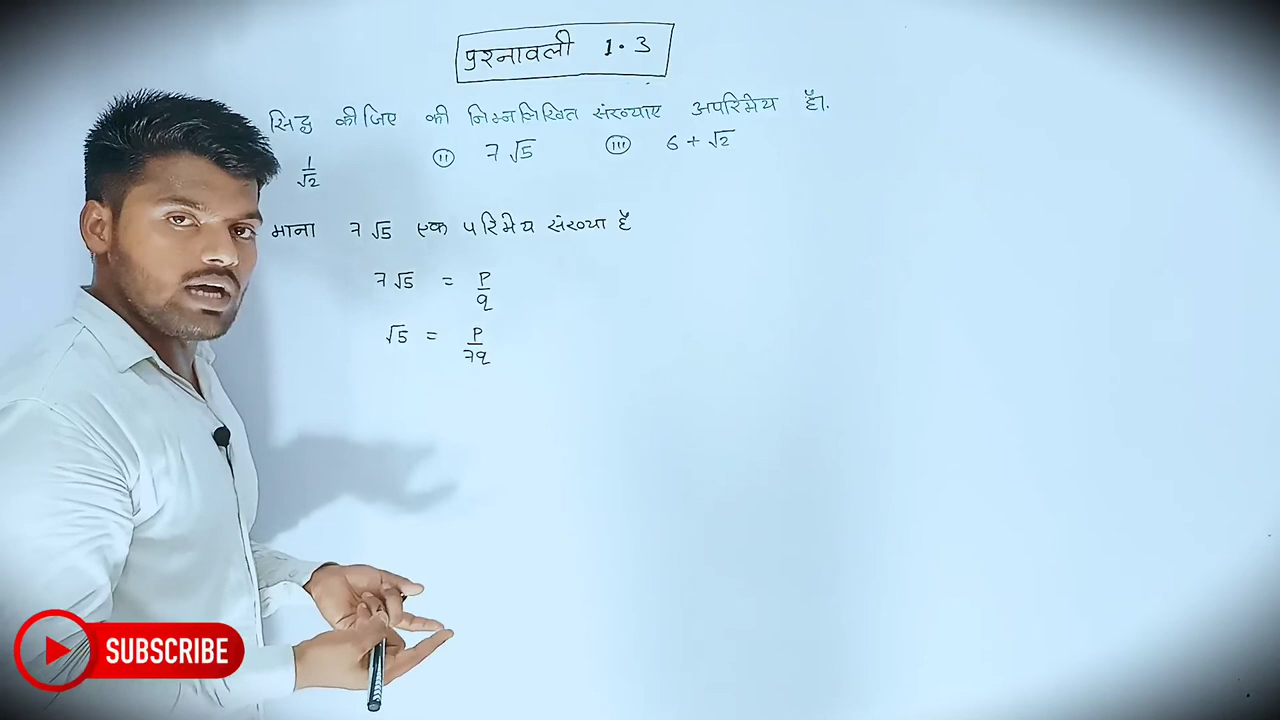 प्रश्नावली 1.3
सिद्ध कीजिए की निम्नलिखित संख्याए अपरिमेय हैं।
1/√2 (ii) 7√5 (iii) 6+√2
माना 7√5 एक परिमेय संख्या है
7√5 = P/q
√5 = P/7q
SUBSCRIBE